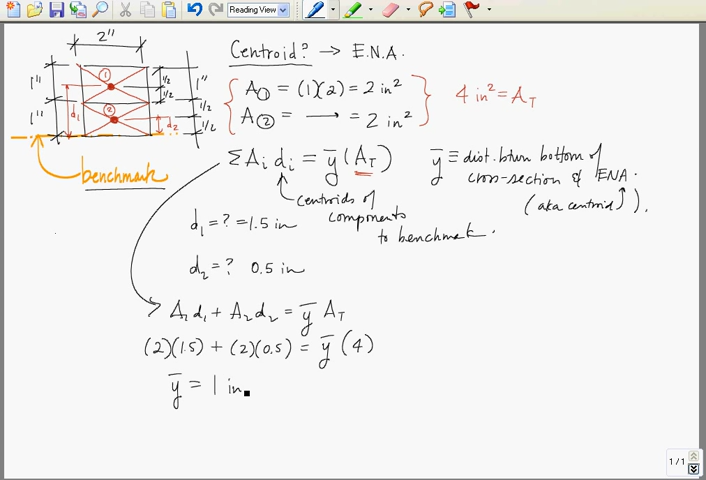 Reading View
2"
Centroid? → E.N.A.
1"
1"
①
②
d1
d2
1/2
1/2
1/2
1/2
1"
A① = (1)(2) = 2 in²
A② = → = 2 in²
4 in² = AT
benchmark
ΣAidi = ȳ(AT)
ȳ ≡ dist. btwn bottom of
cross-section & ENA.
(aka centroid).
centroids of
components
to benchmark.
d1 = ? = 1.5 in
d2 = ? 0.5 in
A1d1 + A2d2 = ȳ AT
(2)(1.5) + (2)(0.5) = ȳ (4)
ȳ = 1 in
1/1